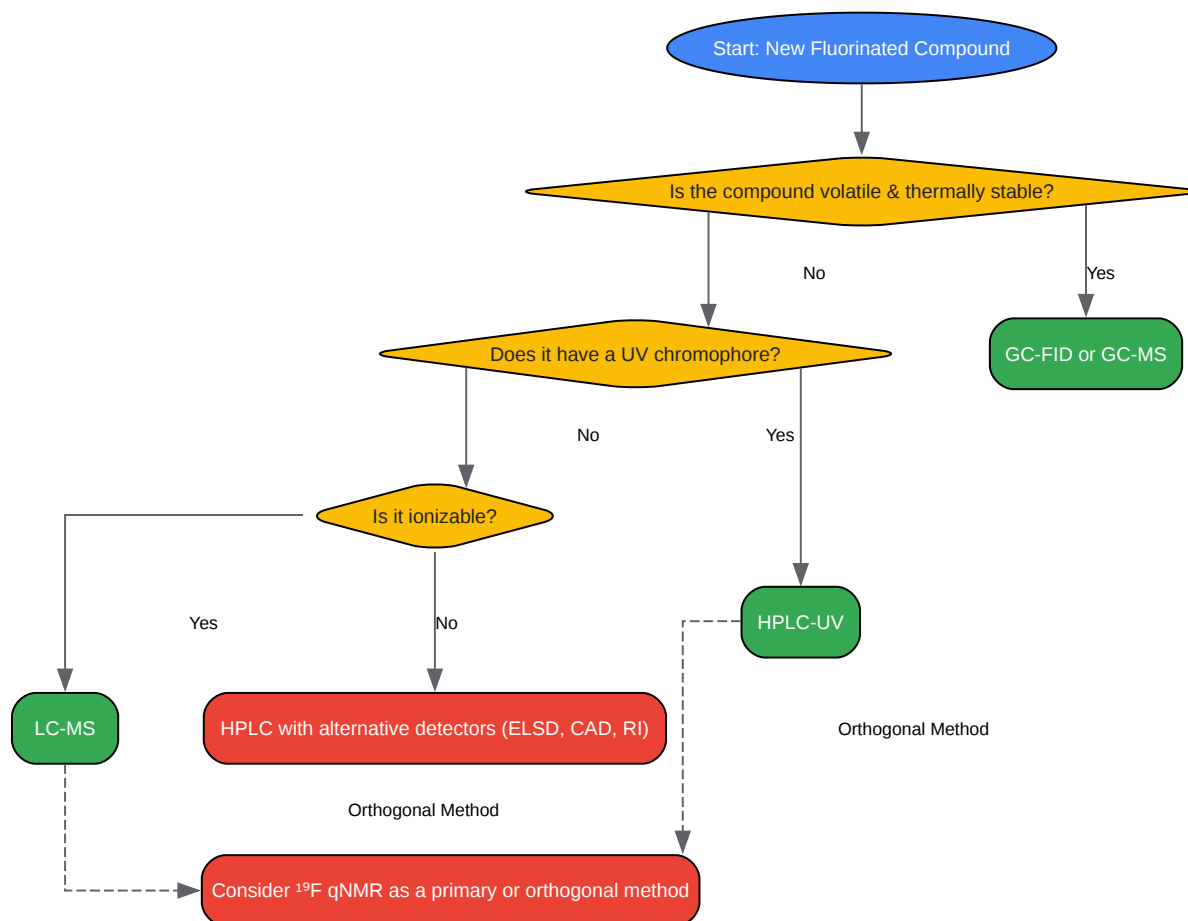 Start: New Fluorinated Compound
Is the compound volatile & thermally stable?
No
Yes
Does it have a UV chromophore?
GC-FID or GC-MS
No
Yes
Is it ionizable?
Yes
No
HPLC-UV
LC-MS
HPLC with alternative detectors (ELSD, CAD, RI)
Orthogonal Method
Orthogonal Method
Consider ¹⁹F qNMR as a primary or orthogonal method